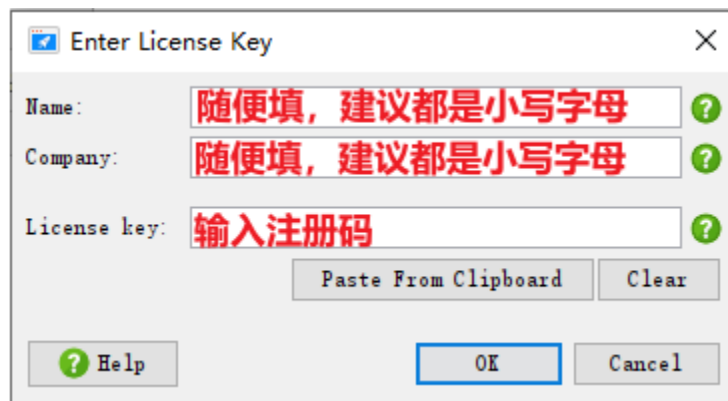 Enter License Key
Name: 随便填，建议都是小写字母
Company: 随便填，建议都是小写字母
License key: 输入注册码
Paste From Clipboard Clear
Help OK Cancel